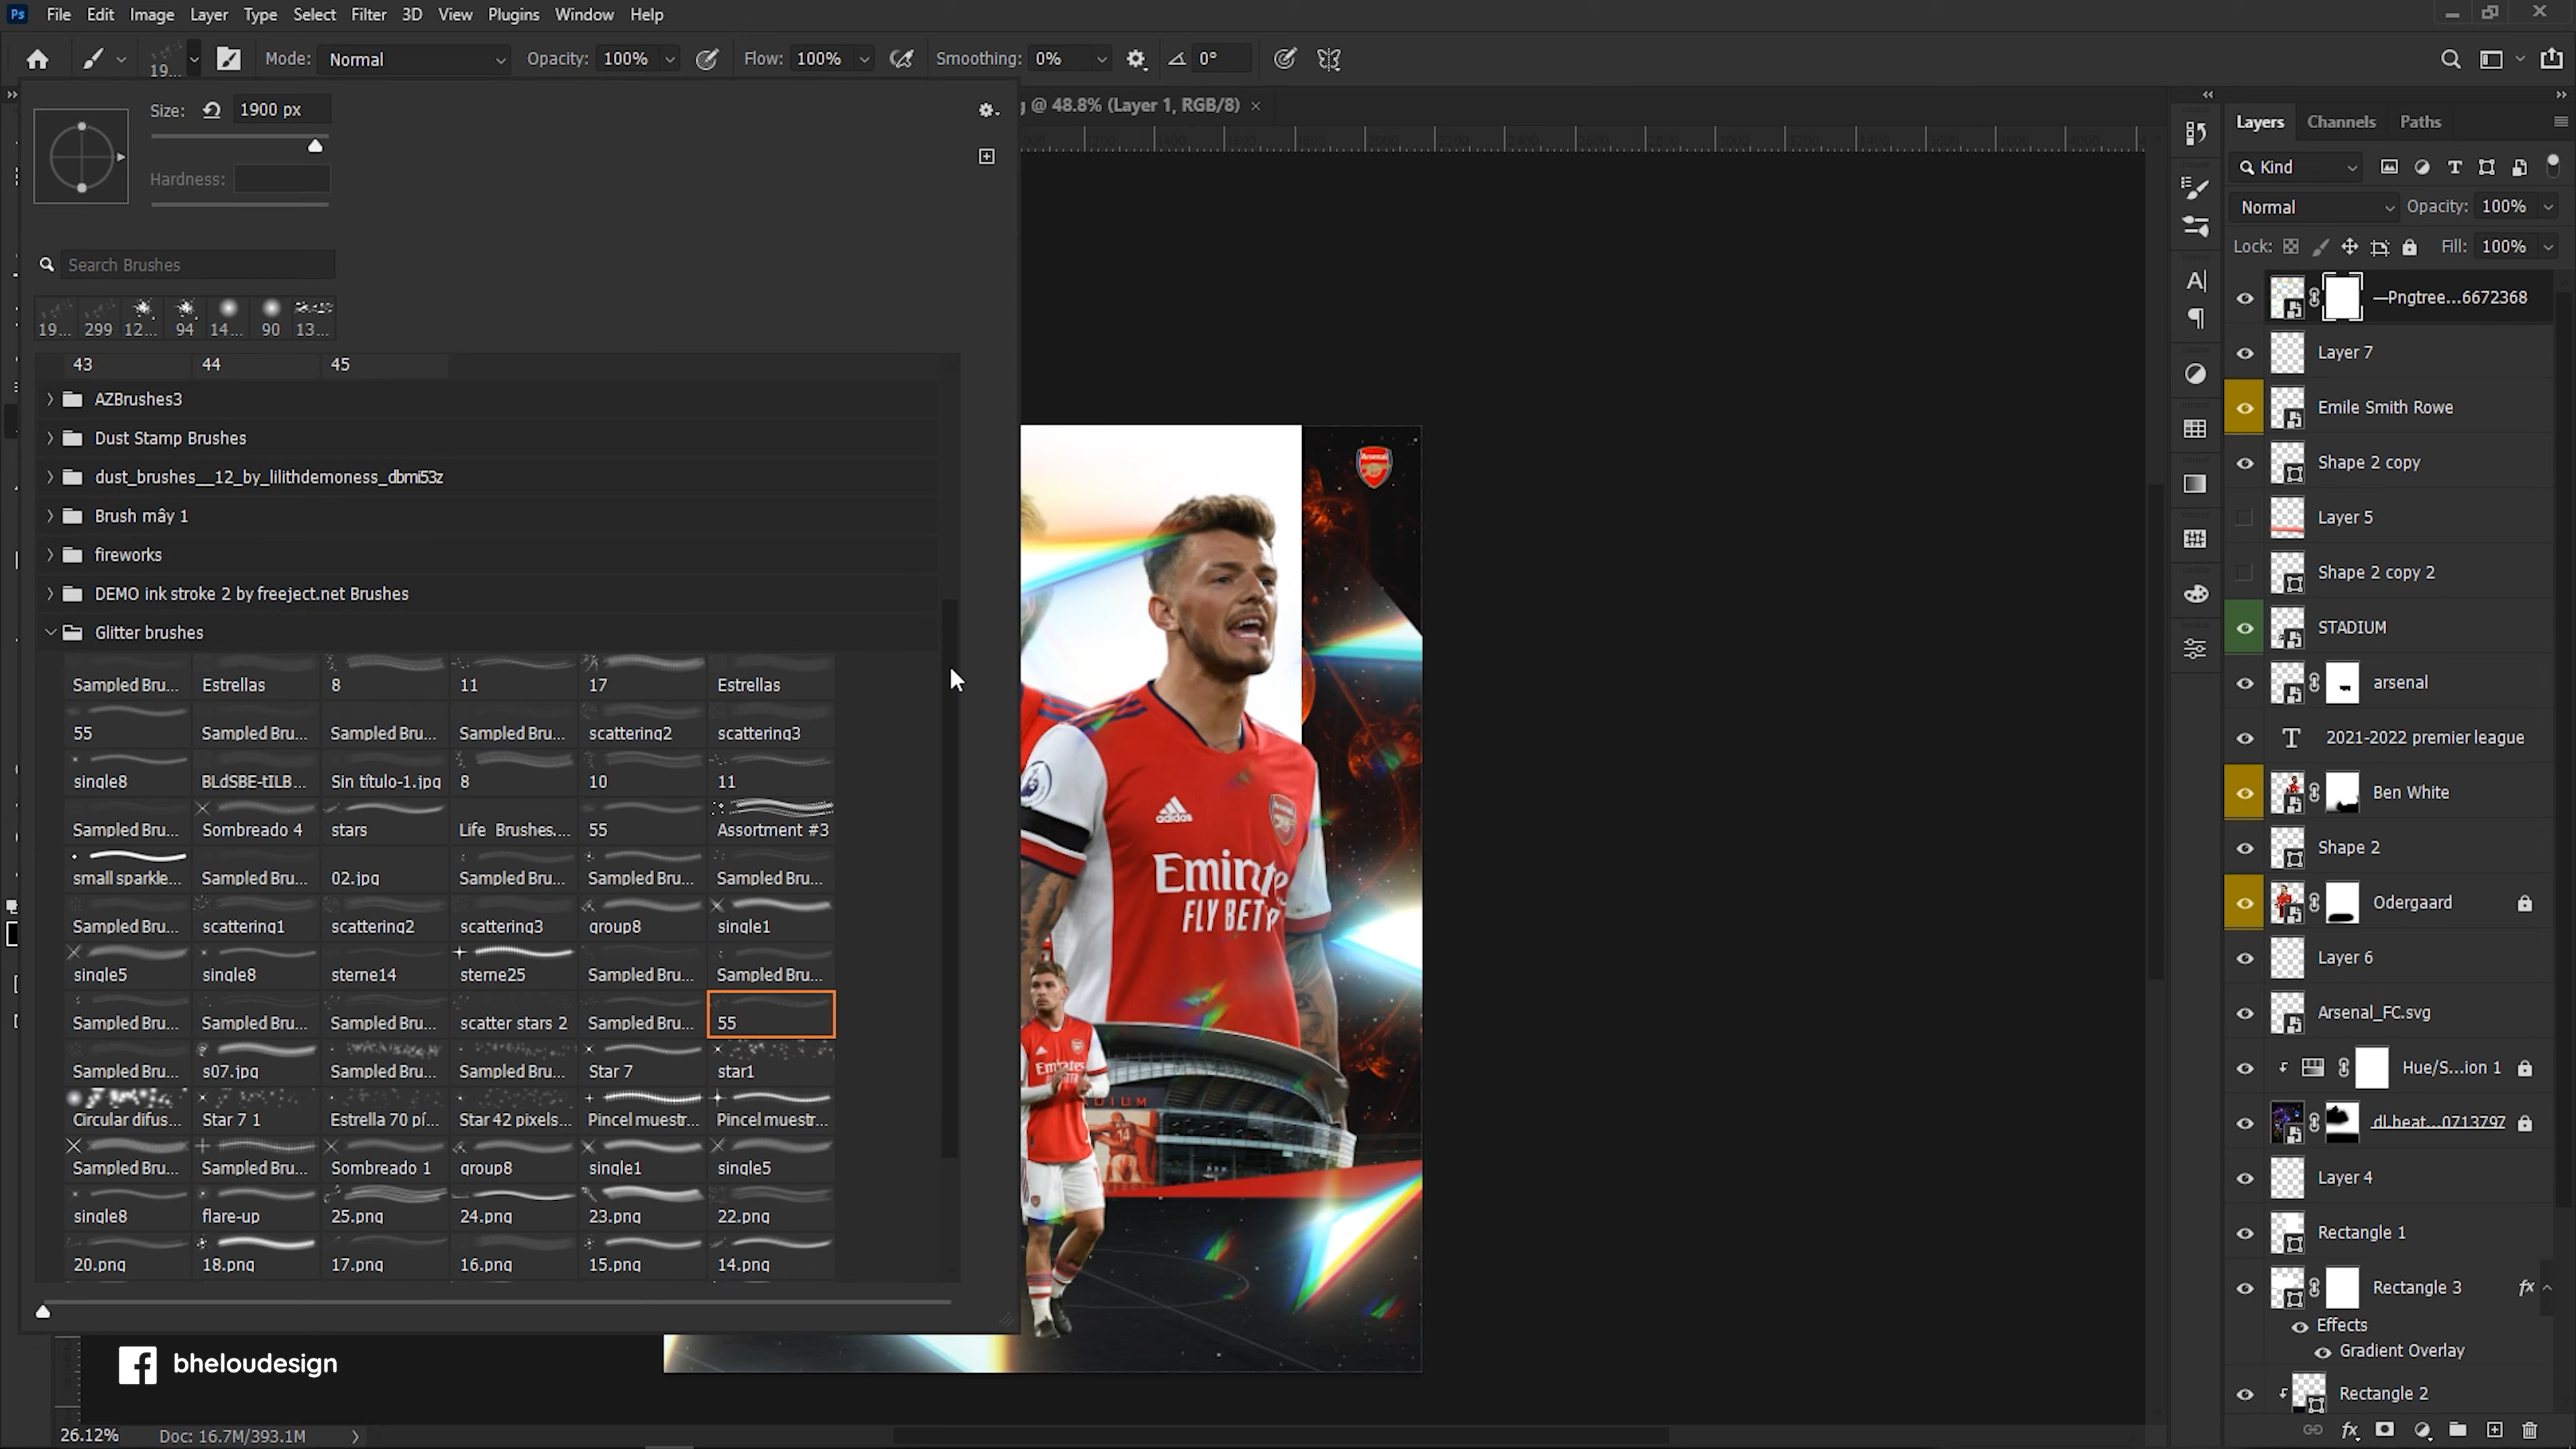 Ps File Edit Image Layer Type Select Filter 3D View Plugins Window Help
19... Mode: Normal Opacity: 100% Flow: 100% Smoothing: 0% 0°
Size: 1900 px
Hardness:
Search Brushes
19... 299 12... 94 14... 90 13...
43 44 45
AZBrushes3
Dust Stamp Brushes
dust_brushes__12_by_lilithdemoness_dbmi53z
Brush mây 1
fireworks
DEMO ink stroke 2 by freeject.net Brushes
Glitter brushes
Sampled Bru... Estrellas 8 11 17 Estrellas
55 Sampled Bru... Sampled Bru... Sampled Bru... scattering2 scattering3
single8 BLdSBE-tILB... Sin título-1.jpg 8 10 11
Sampled Bru... Sombreado 4 stars Life Brushes.... 55 Assortment #3
small sparkle... Sampled Bru... 02.jpg Sampled Bru... Sampled Bru... Sampled Bru...
Sampled Bru... scattering1 scattering2 scattering3 group8 single1
single5 single8 sterne14 sterne25 Sampled Bru... Sampled Bru...
Sampled Bru... Sampled Bru... Sampled Bru... scatter stars 2 Sampled Bru... 55
Sampled Bru... s07.jpg Sampled Bru... Sampled Bru... Star 7 star1
Circular difus... Star 7 1 Estrella 70 pí... Star 42 pixels... Pincel muestr... Pincel muestr...
Sampled Bru... Sampled Bru... Sombreado 1 group8 single1 single5
single8 flare-up 25.png 24.png 23.png 22.png
20.png 18.png 17.png 16.png 15.png 14.png
bheloudesign
26.12% Doc: 16.7M/393.1M
g @ 48.8% (Layer 1, RGB/8)
Arsenal
adidas
Arsenal
Emirate
FLY BET
Emirates
DIUM
14
Layers Channels Paths
Kind
Normal Opacity: 100%
Lock: Fill: 100%
—Pngtree...6672368
Layer 7
Emile Smith Rowe
Shape 2 copy
Layer 5
Shape 2 copy 2
STADIUM
arsenal
2021-2022 premier league
Ben White
Shape 2
Odergaard
Layer 6
Arsenal_FC.svg
Hue/S...ion 1
dl.beat...0713797
Layer 4
Rectangle 1
Rectangle 3 fx
Effects
Gradient Overlay
Rectangle 2
fx